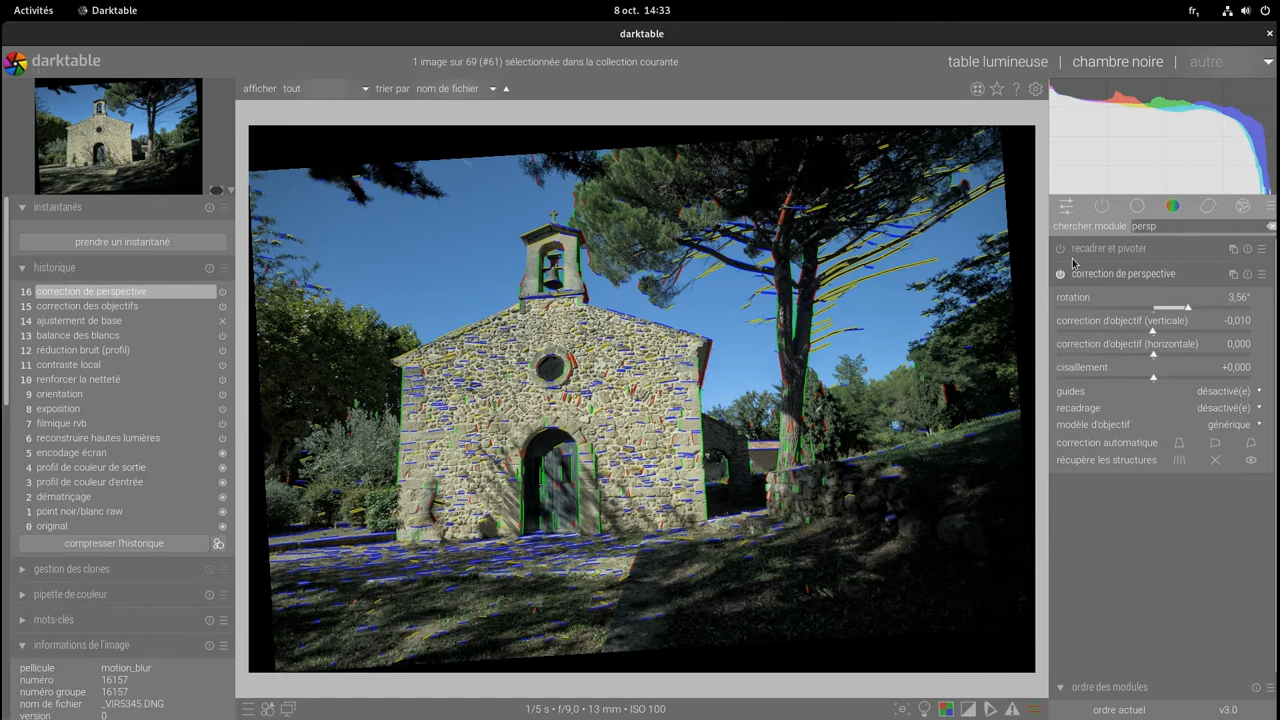 Activités
Darktable
8 oct. 14:33
fr₁
darktable
darktable
1 image sur 69 (#61) sélectionnée dans la collection courante
table lumineuse | chambre noire | autre
afficher tout
trier par nom de fichier
chercher module persp
instantanés
prendre un instantané
historique
16 correction de perspective
15 correction des objectifs
14 ajustement de base
13 balance des blancs
12 réduction bruit (profil)
11 contraste local
10 renforcer la netteté
9 orientation
8 exposition
7 filmique rvb
6 reconstruire hautes lumières
5 encodage écran
4 profil de couleur de sortie
3 profil de couleur d'entrée
2 dématriçage
1 point noir/blanc raw
0 original
compresser l'historique
gestion des clones
pipette de couleur
mots-clés
informations de l'image
pellicule motion_blur
numéro 16157
numéro groupe 16157
nom de fichier _VIR5345.DNG
version 0
recadrer et pivoter
correction de perspective
rotation 3,56°
correction d'objectif (verticale) -0,010
correction d'objectif (horizontale) 0,000
cisaillement +0,000
guides désactivé(e)
recadrage désactivé(e)
modèle d'objectif générique
correction automatique
récupère les structures
ordre des modules
ordre actuel v3.0
1/5 s • f/9,0 • 13 mm • ISO 100